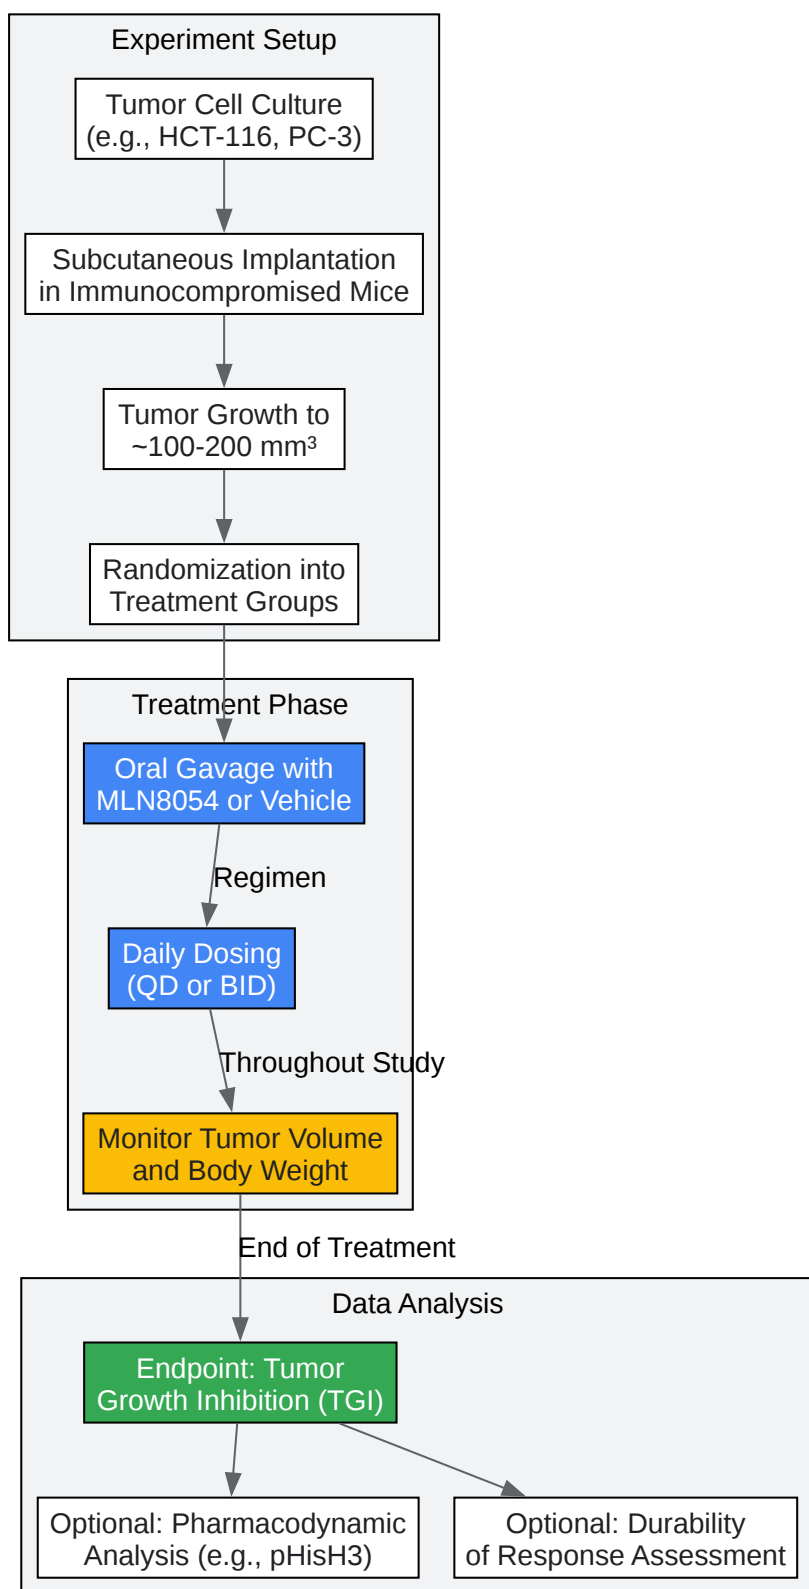 Experiment Setup
Tumor Cell Culture
(e.g., HCT-116, PC-3)
Subcutaneous Implantation
in Immunocompromised Mice
Tumor Growth to
~100-200 mm³
Randomization into
Treatment Groups
Treatment Phase
Oral Gavage with
MLN8054 or Vehicle
Regimen
Daily Dosing
(QD or BID)
Throughout Study
Monitor Tumor Volume
and Body Weight
End of Treatment
Data Analysis
Endpoint: Tumor
Growth Inhibition (TGI)
Optional: Pharmacodynamic
Analysis (e.g., pHisH3)
Optional: Durability
of Response Assessment